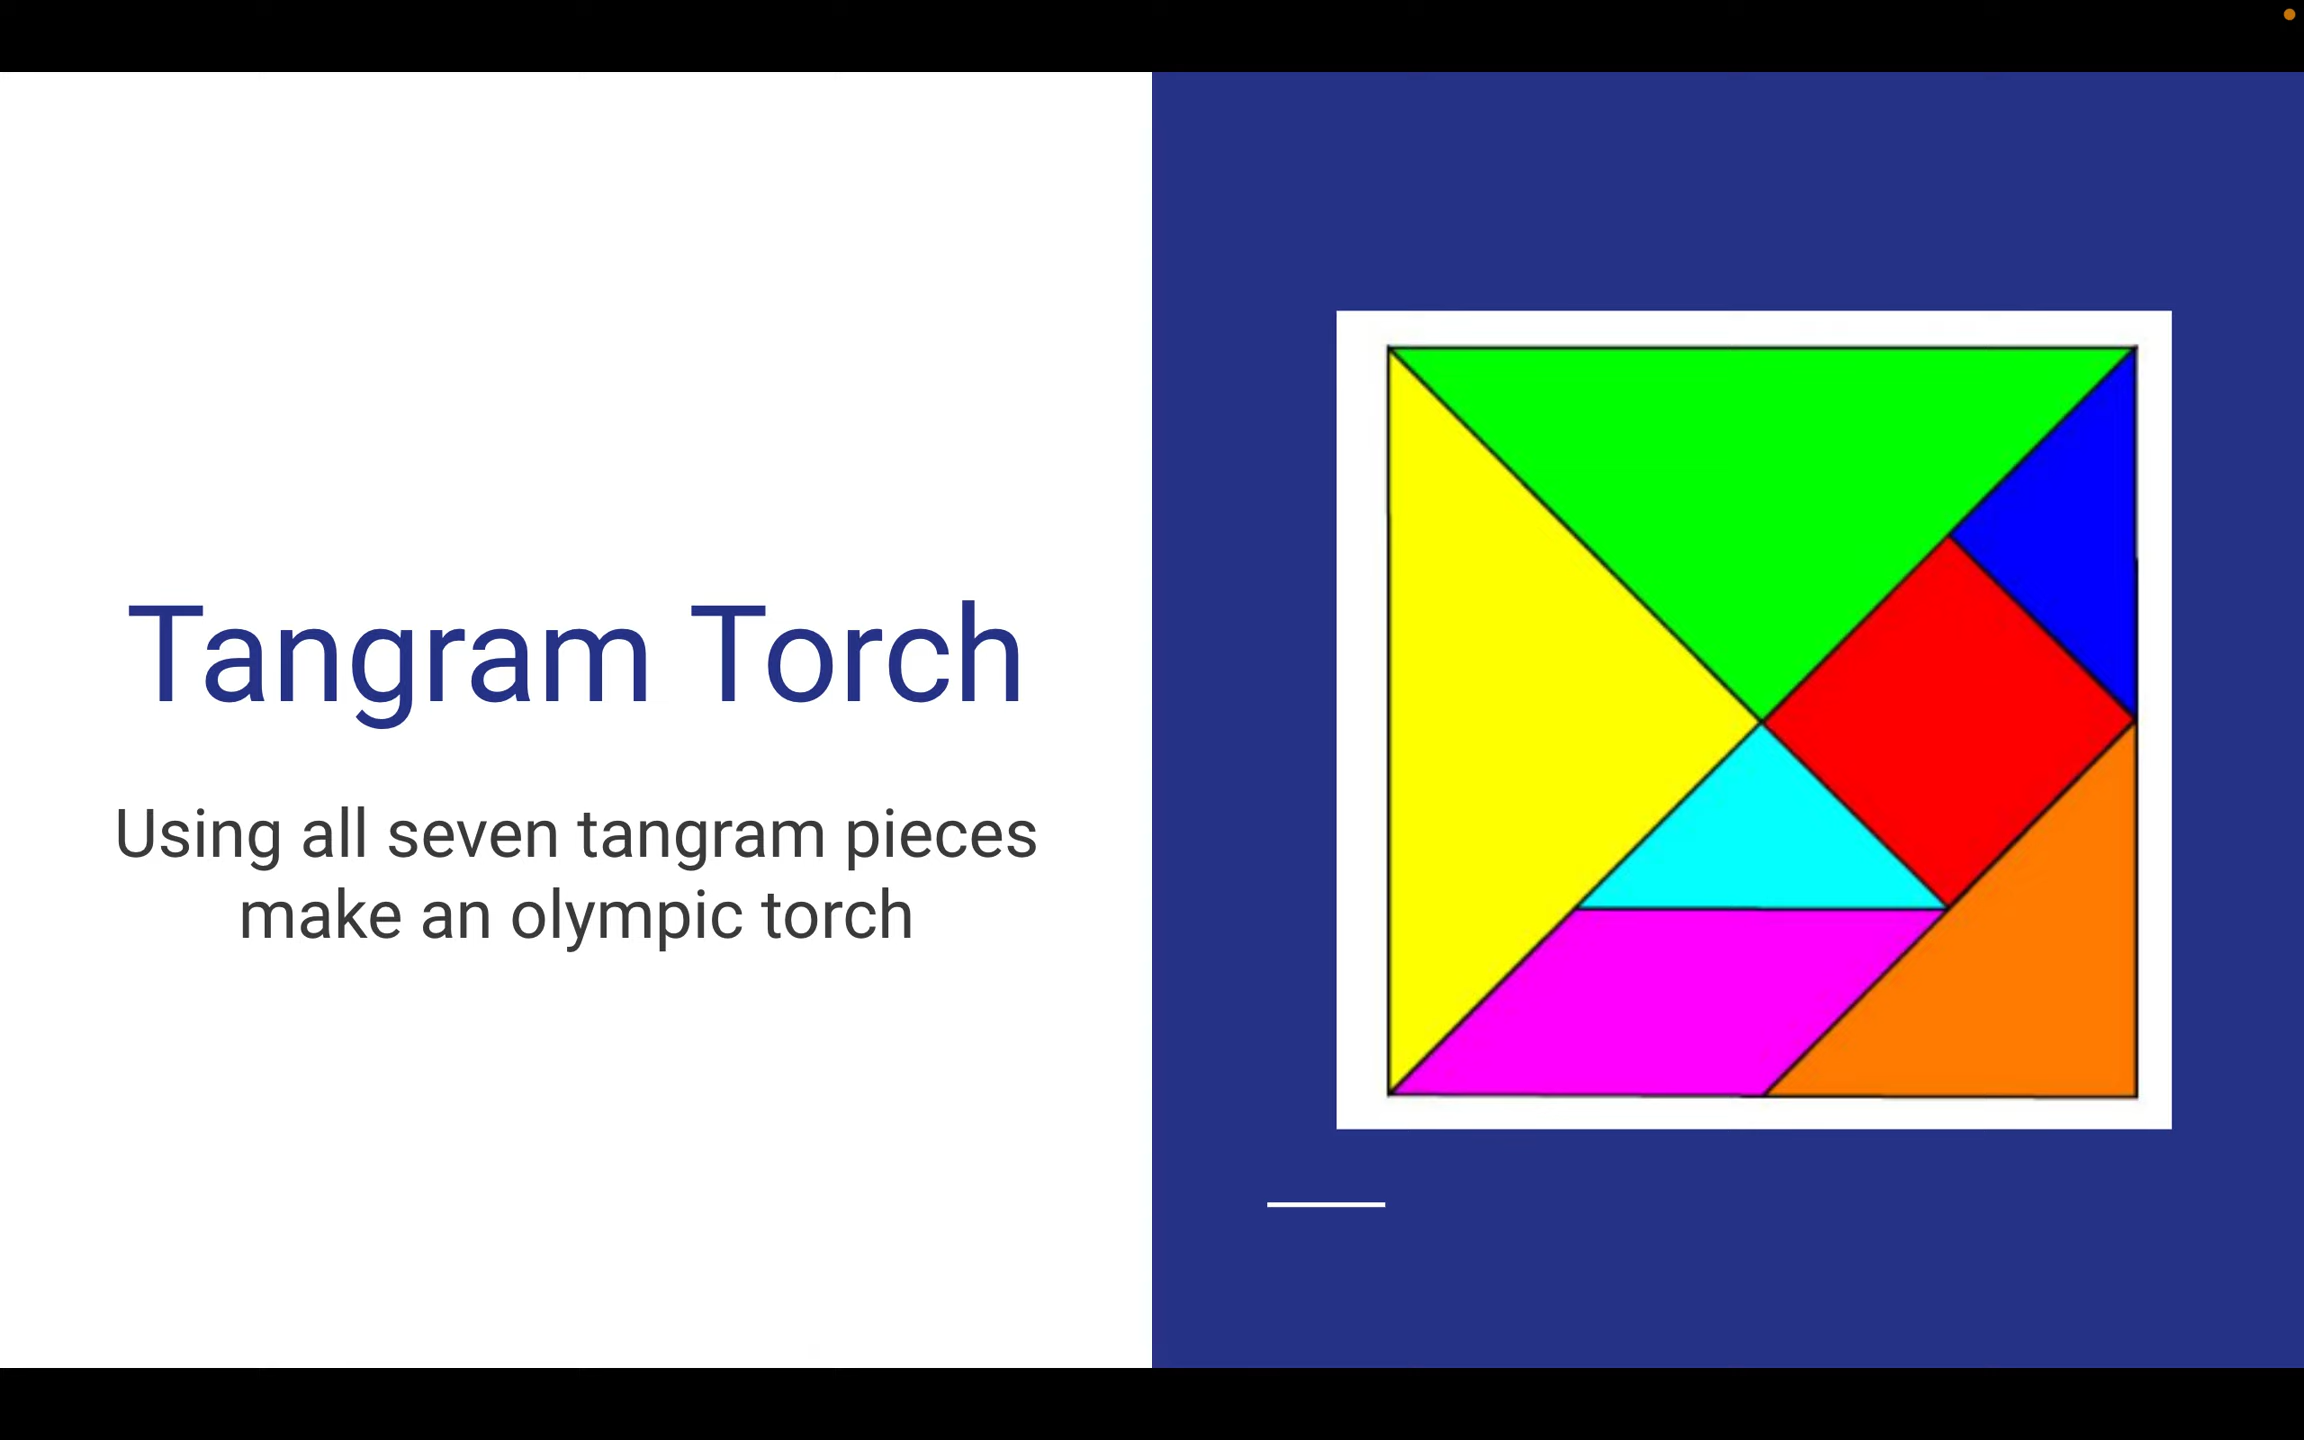 Tangram Torch
Using all seven tangram pieces
make an olympic torch